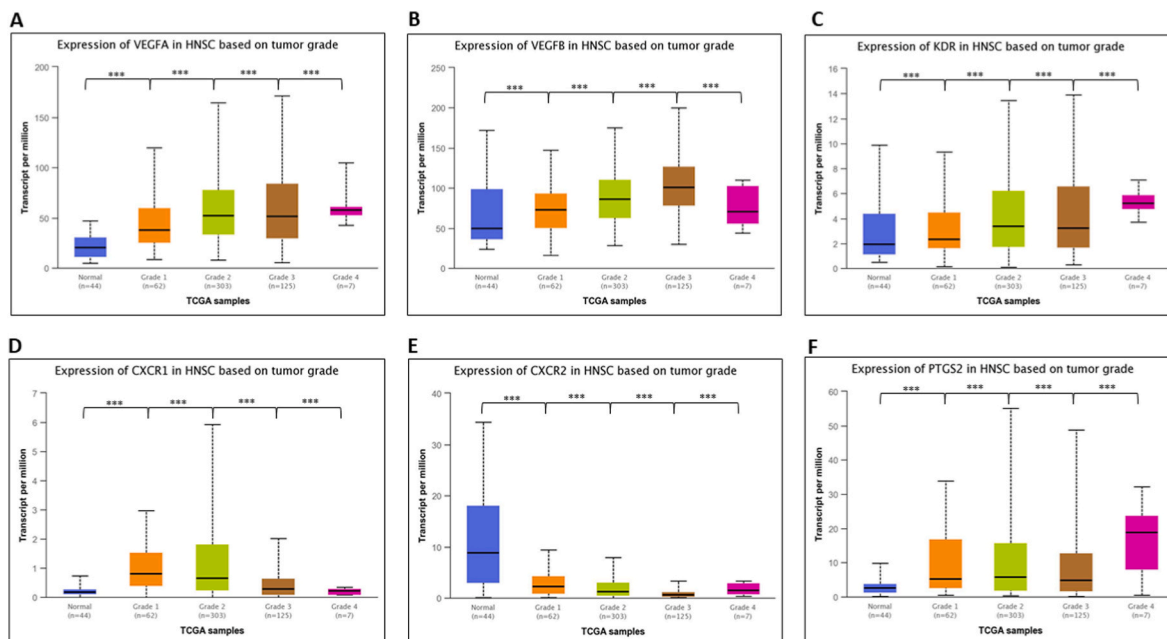 A
Expression of VEGFA in HNSC based on tumor grade
Transcript per million
200
150
100
50
0
*** *** *** ***
Normal Grade 1 Grade 2 Grade 3 Grade 4
(n=44) (n=62) (n=303) (n=125) (n=7)
TCGA samples
B
Expression of VEGFB in HNSC based on tumor grade
Transcript per million
250
200
150
100
50
0
*** *** *** ***
Normal Grade 1 Grade 2 Grade 3 Grade 4
(n=44) (n=62) (n=303) (n=125) (n=7)
TCGA samples
C
Expression of KDR in HNSC based on tumor grade
Transcript per million
16
14
12
10
8
6
4
2
0
*** *** *** ***
Normal Grade 1 Grade 2 Grade 3 Grade 4
(n=44) (n=62) (n=303) (n=125) (n=7)
TCGA samples
D
Expression of CXCR1 in HNSC based on tumor grade
Transcript per million
7
6
5
4
3
2
1
0
*** *** *** ***
Normal Grade 1 Grade 2 Grade 3 Grade 4
(n=44) (n=62) (n=303) (n=125) (n=7)
TCGA samples
E
Expression of CXCR2 in HNSC based on tumor grade
Transcript per million
40
30
20
10
0
*** *** *** ***
Normal Grade 1 Grade 2 Grade 3 Grade 4
(n=44) (n=62) (n=303) (n=125) (n=7)
TCGA samples
F
Expression of PTGS2 in HNSC based on tumor grade
Transcript per million
60
50
40
30
20
10
0
*** *** *** ***
Normal Grade 1 Grade 2 Grade 3 Grade 4
(n=44) (n=62) (n=303) (n=125) (n=7)
TCGA samples